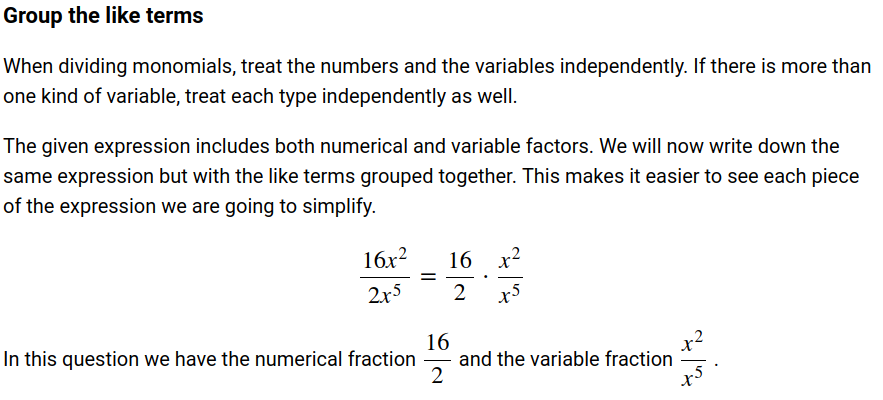 Group the like terms
When dividing monomials, treat the numbers and the variables independently. If there is more than
one kind of variable, treat each type independently as well.
The given expression includes both numerical and variable factors. We will now write down the
same expression but with the like terms grouped together. This makes it easier to see each piece
of the expression we are going to simplify.
\frac{16x^2}{2x^5} = \frac{16}{2} · \frac{x^2}{x^5}
In this question we have the numerical fraction \frac{16}{2} and the variable fraction \frac{x^2}{x^5} .